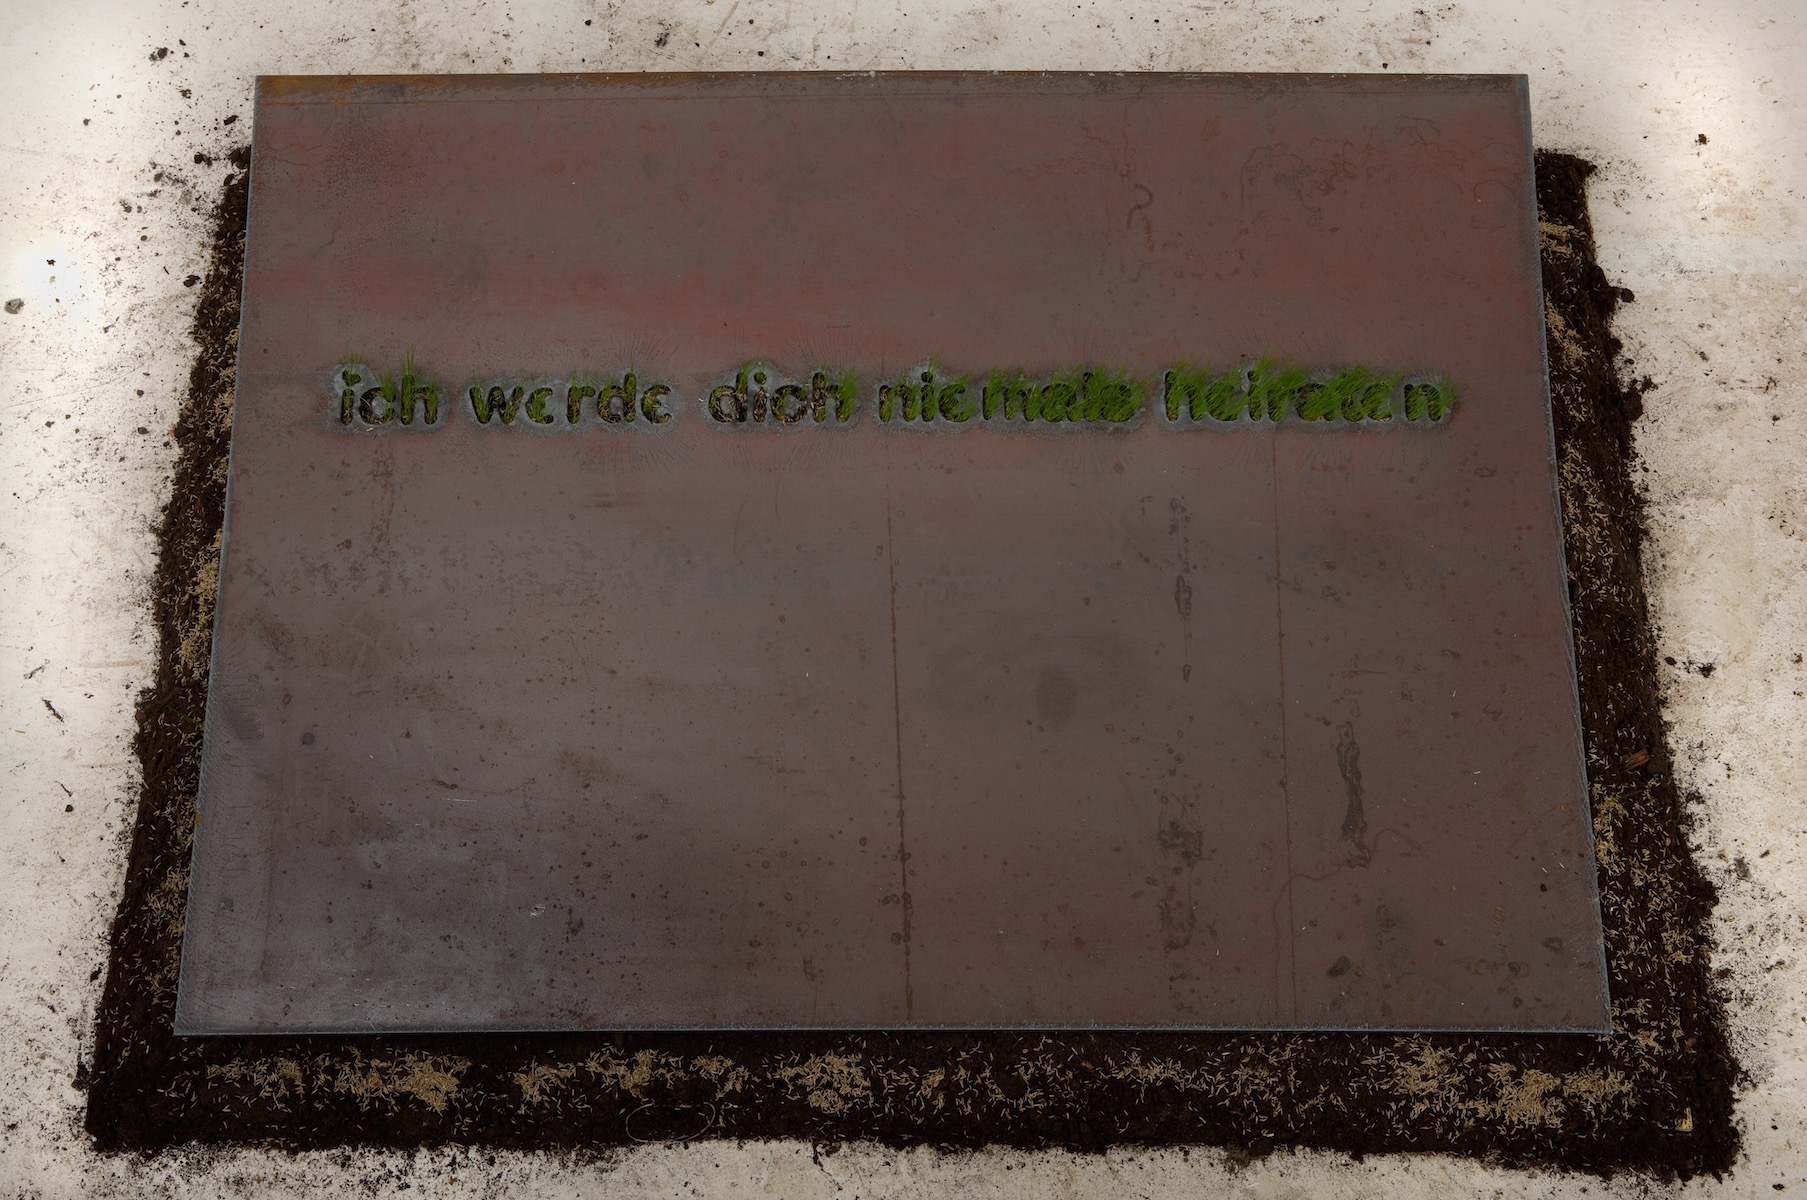 ich werde dich niemals heiraten